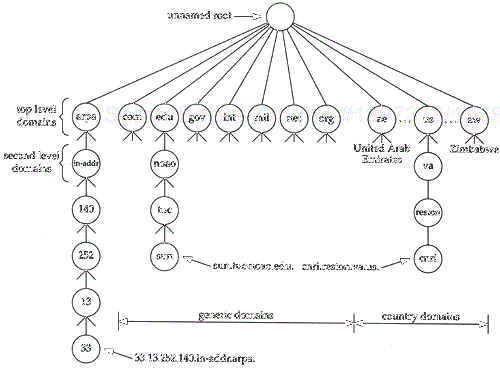 unnamed root
top level
domains
arpa
com
edu
gov
int
mil
net
org
ae
...
us
...
zw
United Arab
Emirates
Zimbabwe
second level
domains
in-addr
noao
va
140
tuc
reston
252
sun
sun.tuc.noao.edu.
cnri.reston.va.us.
cnri
13
generic domains
country domains
33
33.13.252.140.in-addr.arpa.